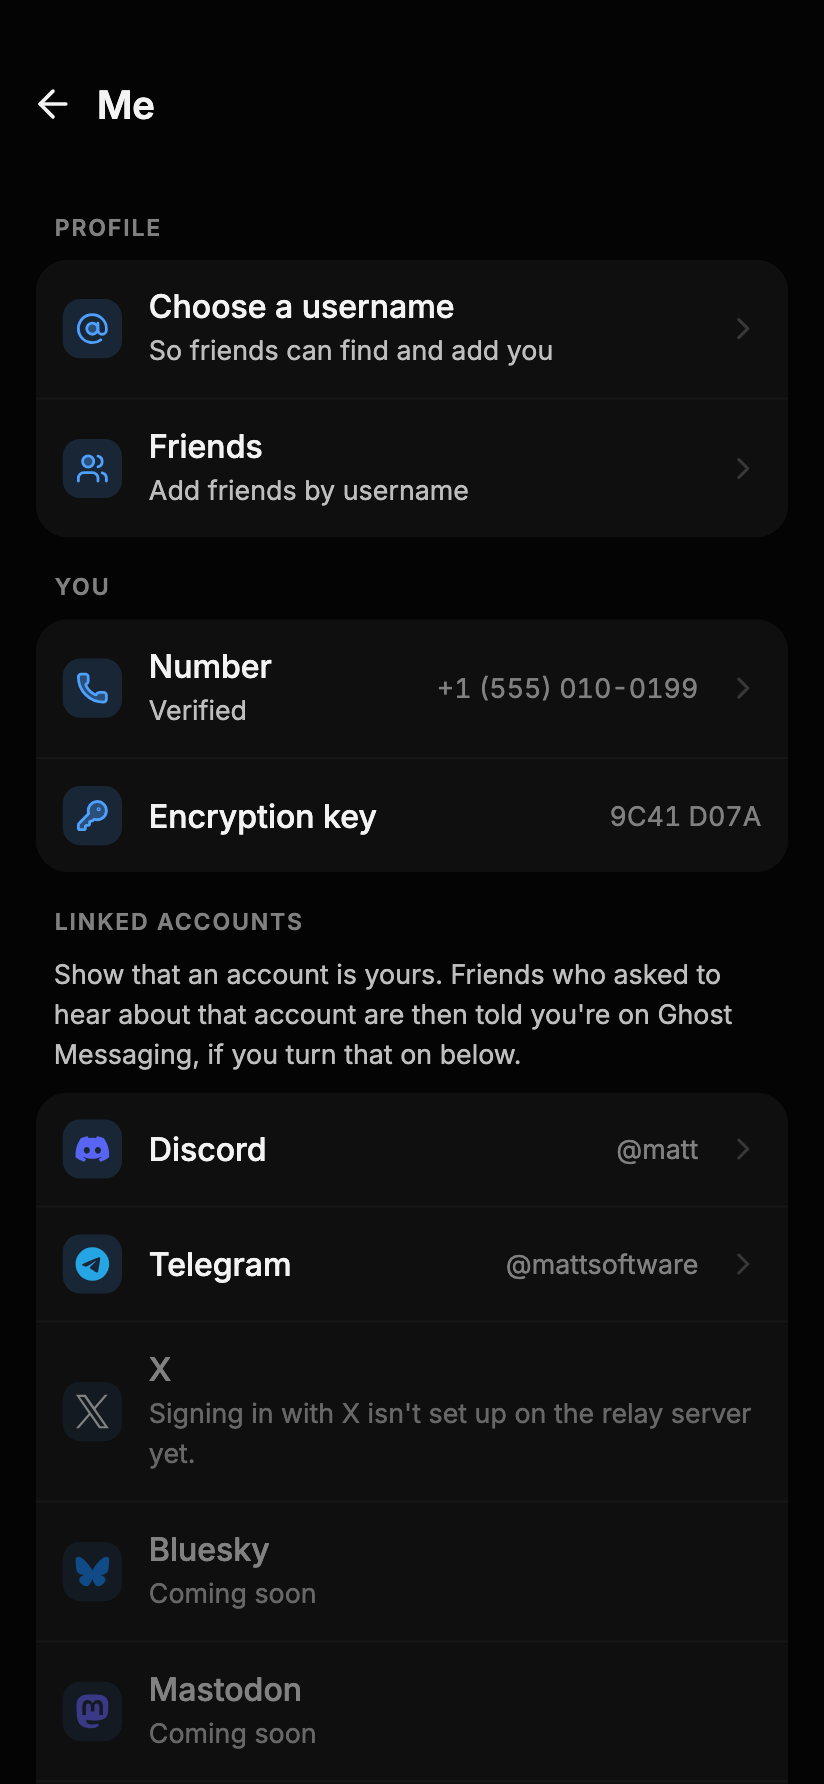 Me
PROFILE
Choose a username
So friends can find and add you
Friends
Add friends by username
YOU
Number
Verified
+1 (555) 010-0199
Encryption key
9C41 D07A
LINKED ACCOUNTS
Show that an account is yours. Friends who asked to
hear about that account are then told you're on Ghost
Messaging, if you turn that on below.
Discord
@matt
Telegram
@mattsoftware
X
Signing in with X isn't set up on the relay server
yet.
Bluesky
Coming soon
Mastodon
Coming soon